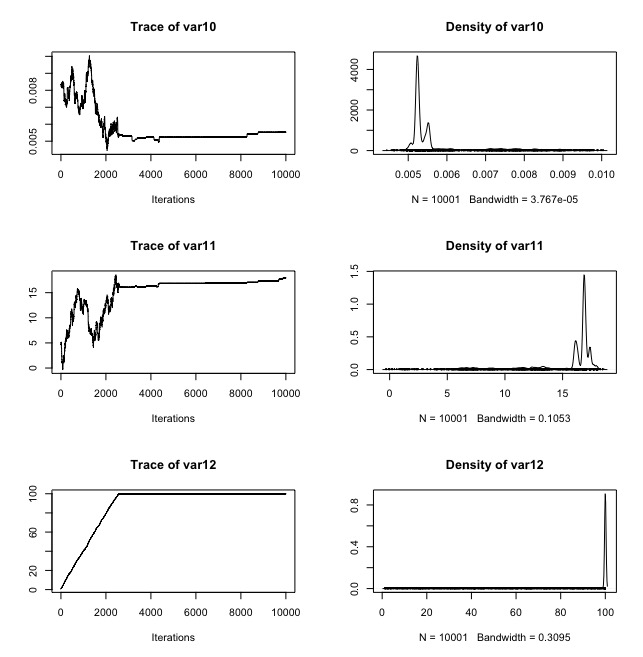 Trace of var10
0.008
0.005
0 2000 4000 6000 8000 10000
Iterations
Density of var10
4000
2000
0
0.005 0.006 0.007 0.008 0.009 0.010
N = 10001 Bandwidth = 3.767e-05
Trace of var11
15
10
5
0
0 2000 4000 6000 8000 10000
Iterations
Density of var11
1.5
1.0
0.5
0.0
0 5 10 15
N = 10001 Bandwidth = 0.1053
Trace of var12
100
60
20
0
0 2000 4000 6000 8000 10000
Iterations
Density of var12
0.8
0.4
0.0
0 20 40 60 80 100
N = 10001 Bandwidth = 0.3095